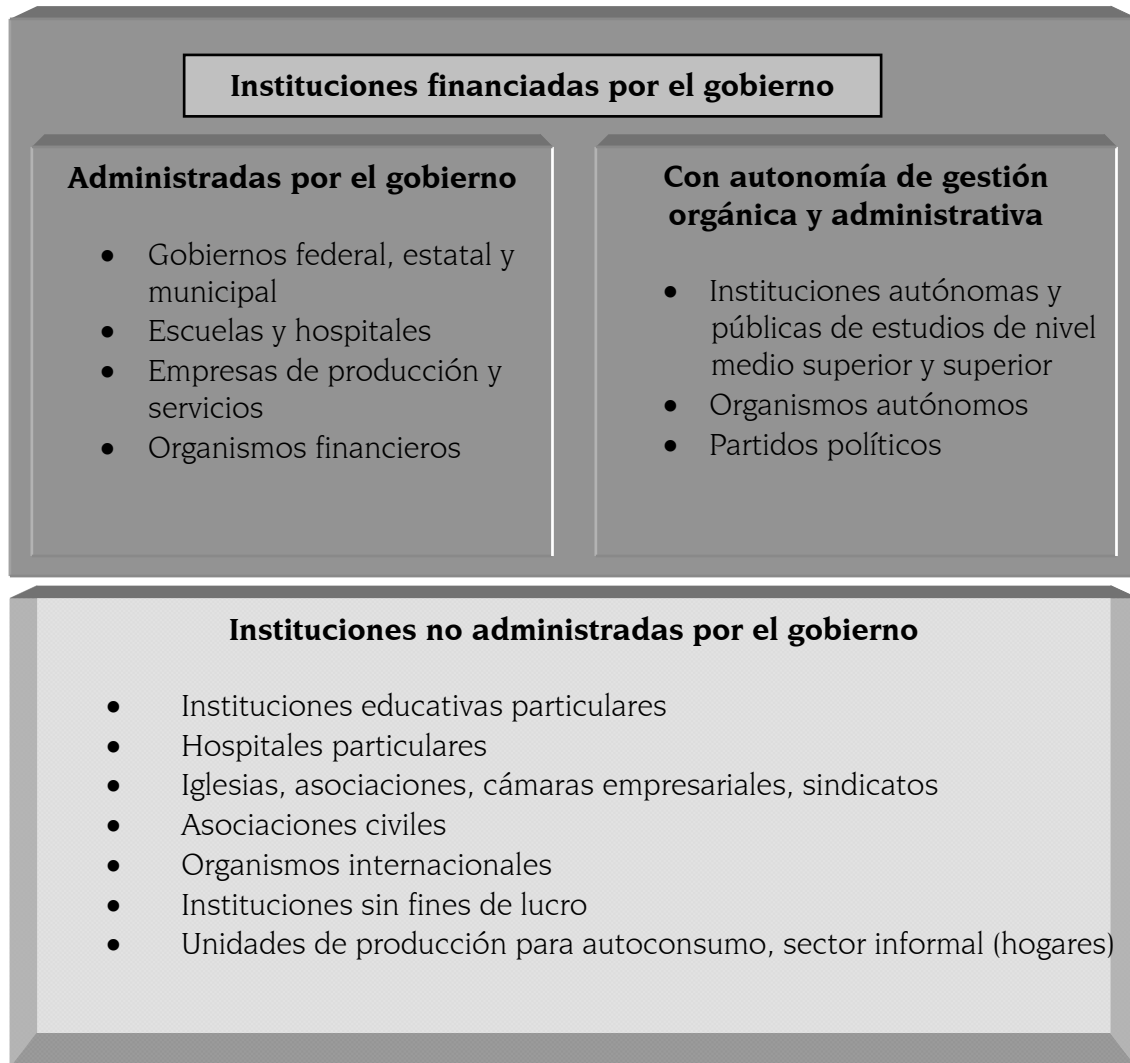 Instituciones financiadas por el gobierno
Administradas por el gobierno
• Gobiernos federal, estatal y
municipal
• Escuelas y hospitales
• Empresas de producción y
servicios
• Organismos financieros
Con autonomía de gestión
orgánica y administrativa
• Instituciones autónomas y
públicas de estudios de nivel
medio superior y superior
• Organismos autónomos
• Partidos políticos
Instituciones no administradas por el gobierno
• Instituciones educativas particulares
• Hospitales particulares
• Iglesias, asociaciones, cámaras empresariales, sindicatos
• Asociaciones civiles
• Organismos internacionales
• Instituciones sin fines de lucro
• Unidades de producción para autoconsumo, sector informal (hogares)